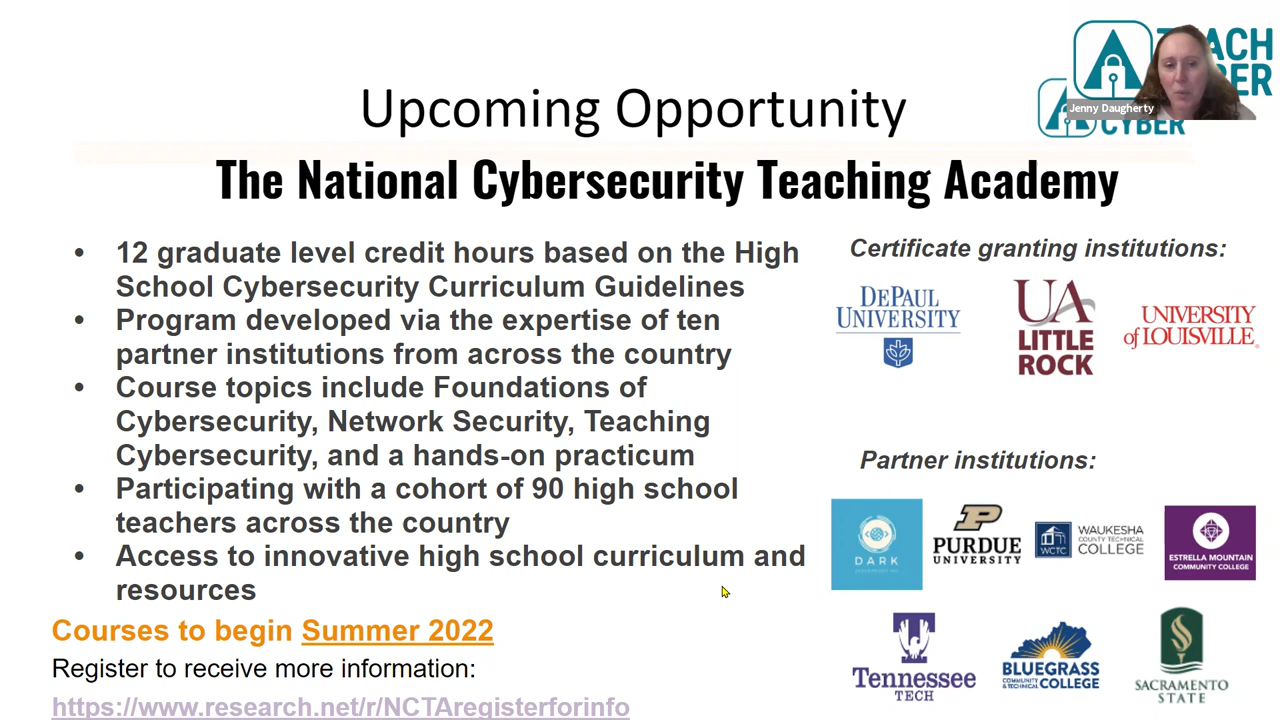 TEACH
CYBER
Jenny Daugherty
CYBER
Upcoming Opportunity
The National Cybersecurity Teaching Academy
• 12 graduate level credit hours based on the High
School Cybersecurity Curriculum Guidelines
• Program developed via the expertise of ten
partner institutions from across the country
• Course topics include Foundations of
Cybersecurity, Network Security, Teaching
Cybersecurity, and a hands-on practicum
• Participating with a cohort of 90 high school
teachers across the country
• Access to innovative high school curriculum and
resources
Courses to begin Summer 2022
Register to receive more information:
https://www.research.net/r/NCTAregisterforinfo
Certificate granting institutions:
DEPAUL
UNIVERSITY
UA
LITTLE
ROCK
UNIVERSITY
of LOUISVILLE
Partner institutions:
DARK
P
PURDUE
UNIVERSITY
WCTC
WAUKESHA
COUNTY TECHNICAL
COLLEGE
ESTRELLA MOUNTAIN
COMMUNITY COLLEGE
T
Tennessee
TECH
BLUEGRASS
COMMUNITY & TECHNICAL COLLEGE
SACRAMENTO
STATE